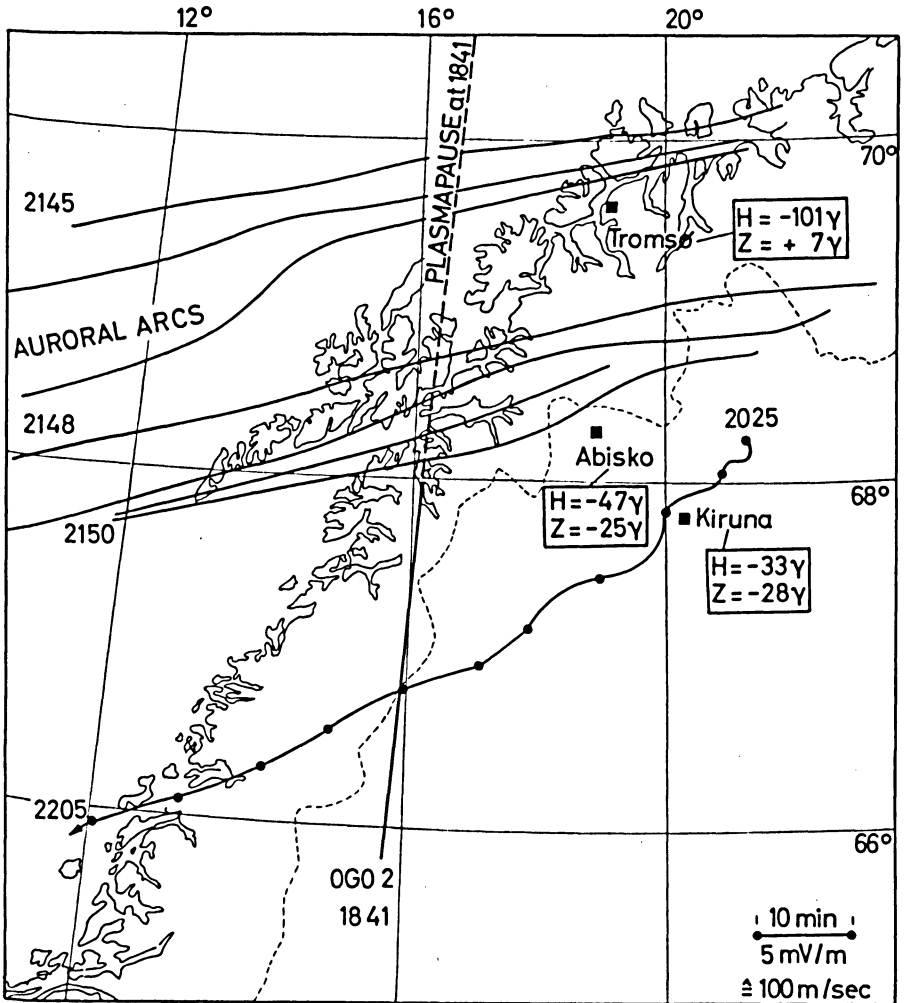 12°
16°
20°
PLASMAPAUSE at 1841
70°
2145
Tromsø
H = -101γ
Z = + 7γ
AURORAL ARCS
2148
2025
Abisko
68°
H = -47γ
Z = -25γ
Kiruna
2150
H = -33γ
Z = -28γ
2205
66°
OGO 2
1841
10 min
5 mV/m
≙ 100 m/sec